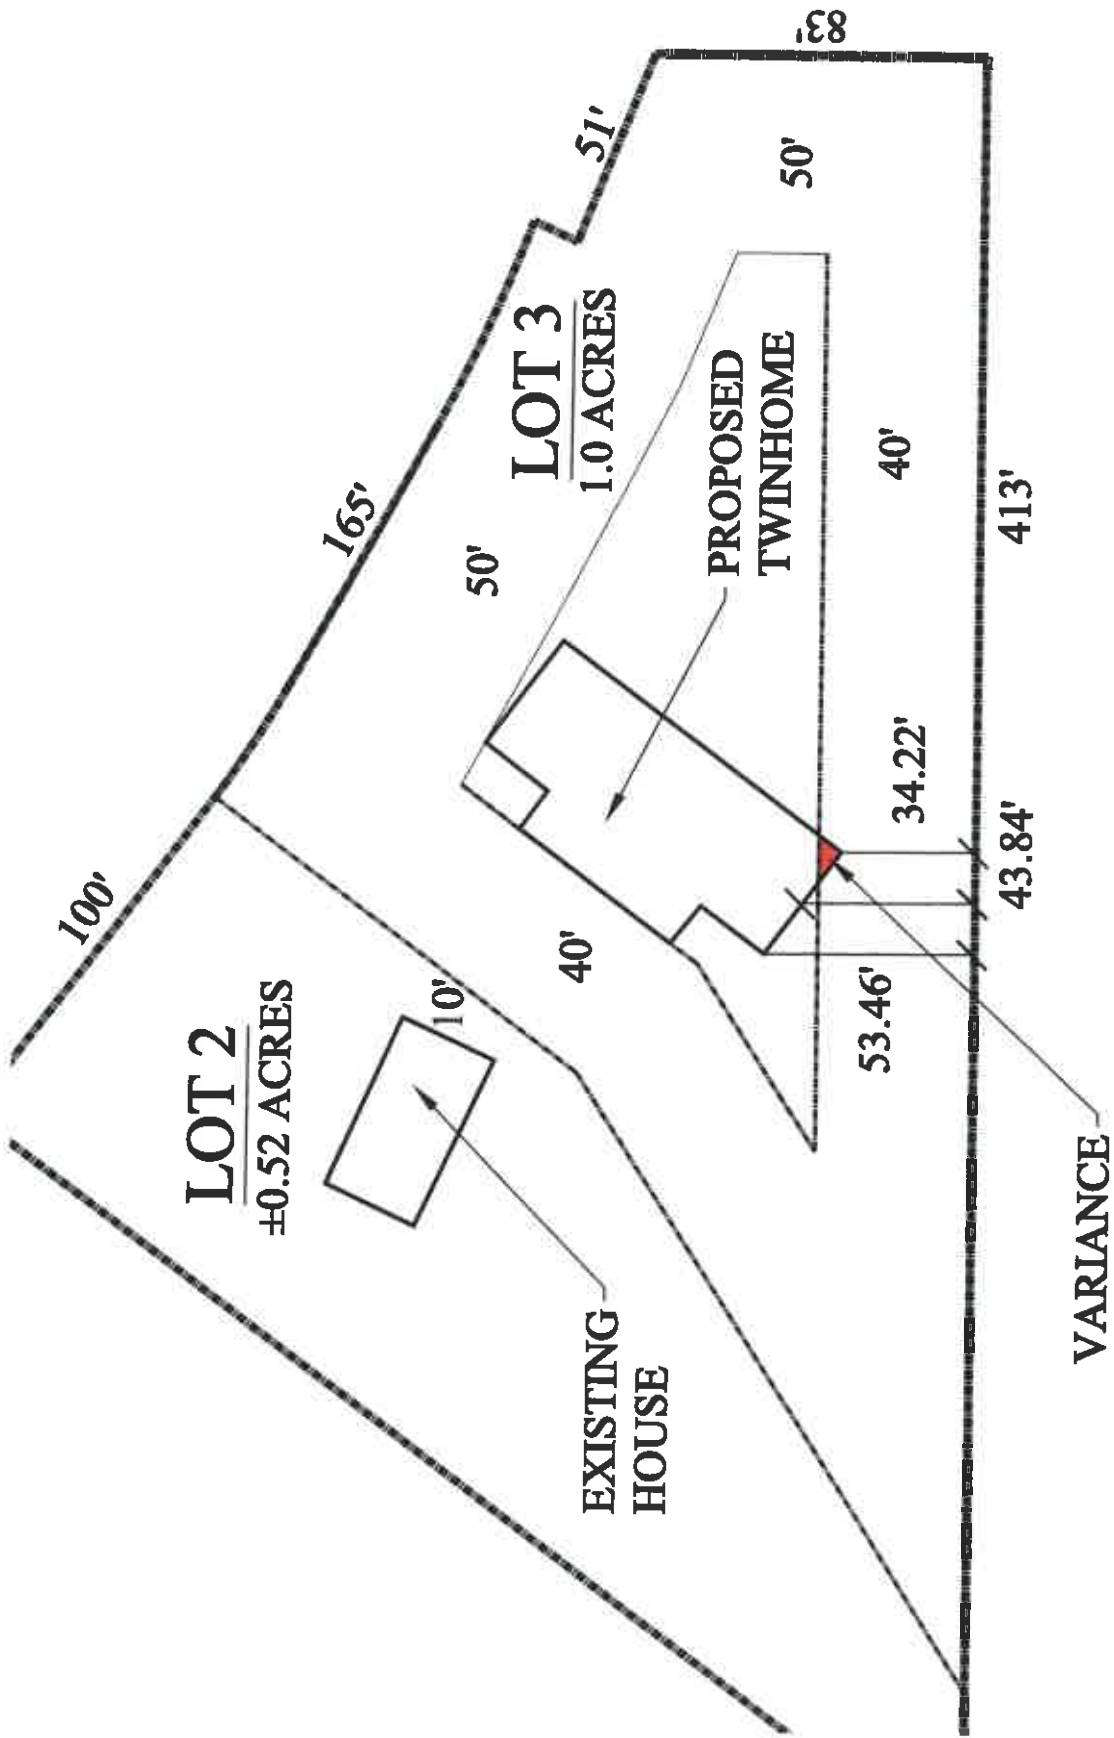 83'
51'
50'
LOT 3
1.0 ACRES
165'
50'
PROPOSED
TWINHOME
40'
413'
34.22'
43.84'
53.46'
VARIANCE
100'
40'
10'
LOT 2
±0.52 ACRES
EXISTING
HOUSE